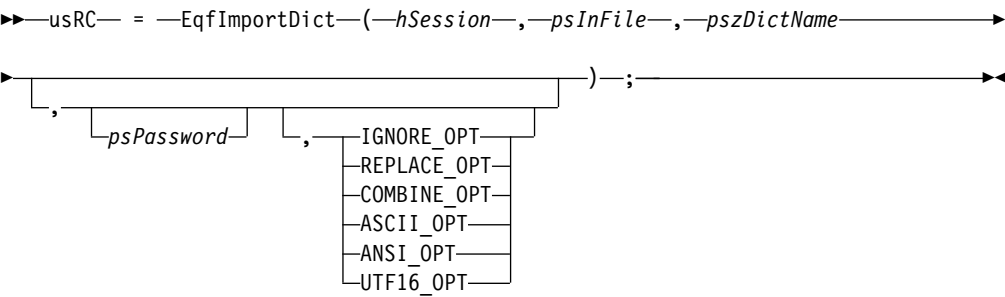 usRC = EqfImportDict ( hSession , psInFile , pszDictName
) ;
,
psPassword , IGNORE_OPT
REPLACE_OPT
COMBINE_OPT
ASCII_OPT
ANSI_OPT
UTF16_OPT